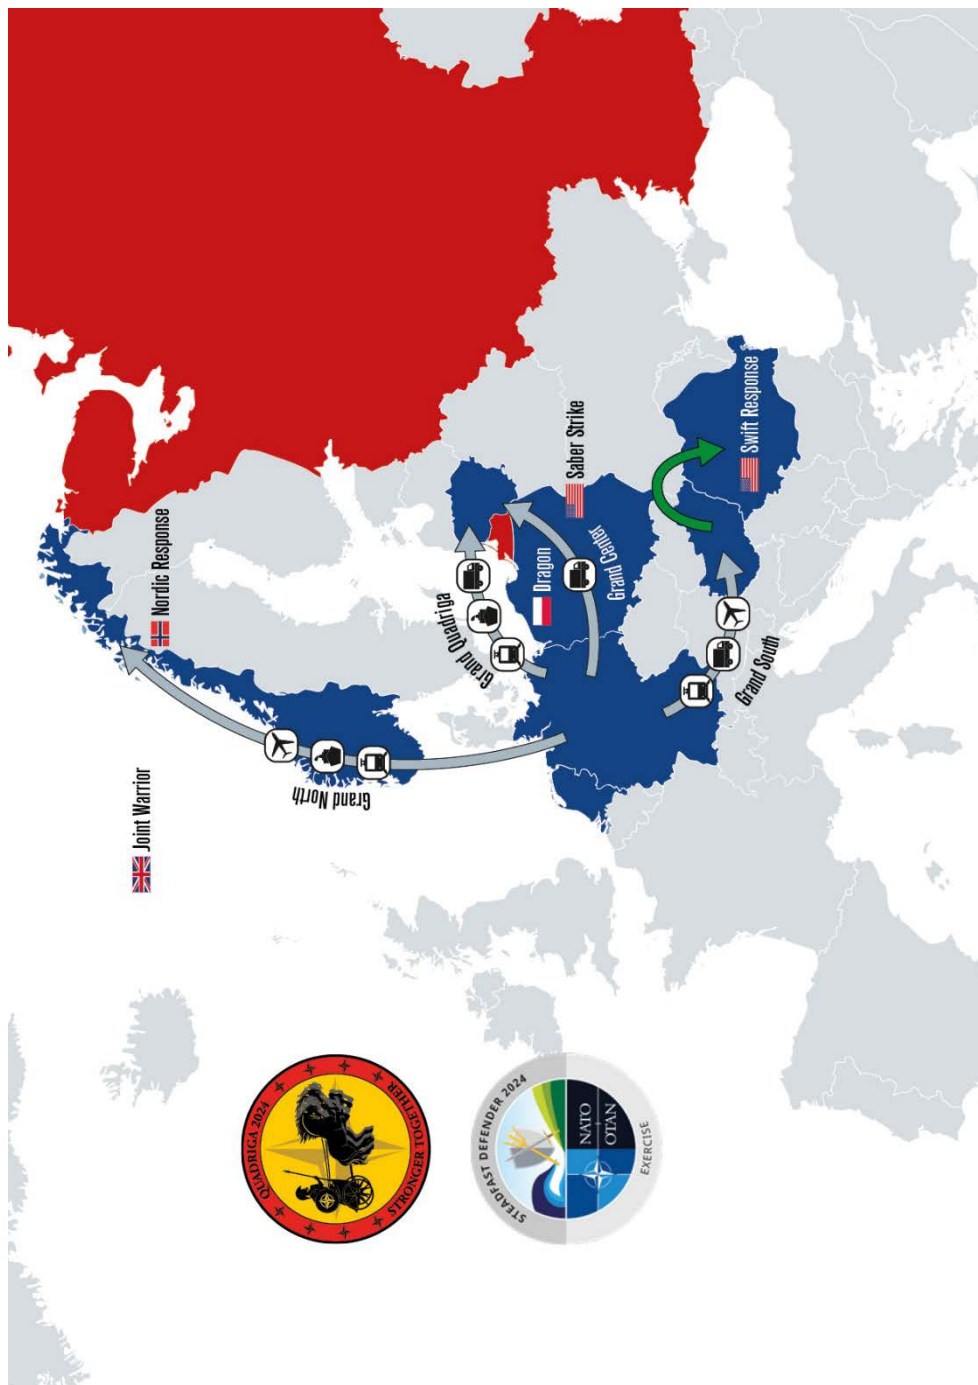 QUADRIGA 2024
STRONGER TOGETHER
STEADFAST DEFENDER 2024
NATO
OTAN
EXERCISE
Joint Warrior
Nordic Response
Grand North
Grand Quadriga
Dragon
Grand Center
Saber Strike
Grand South
Swift Response